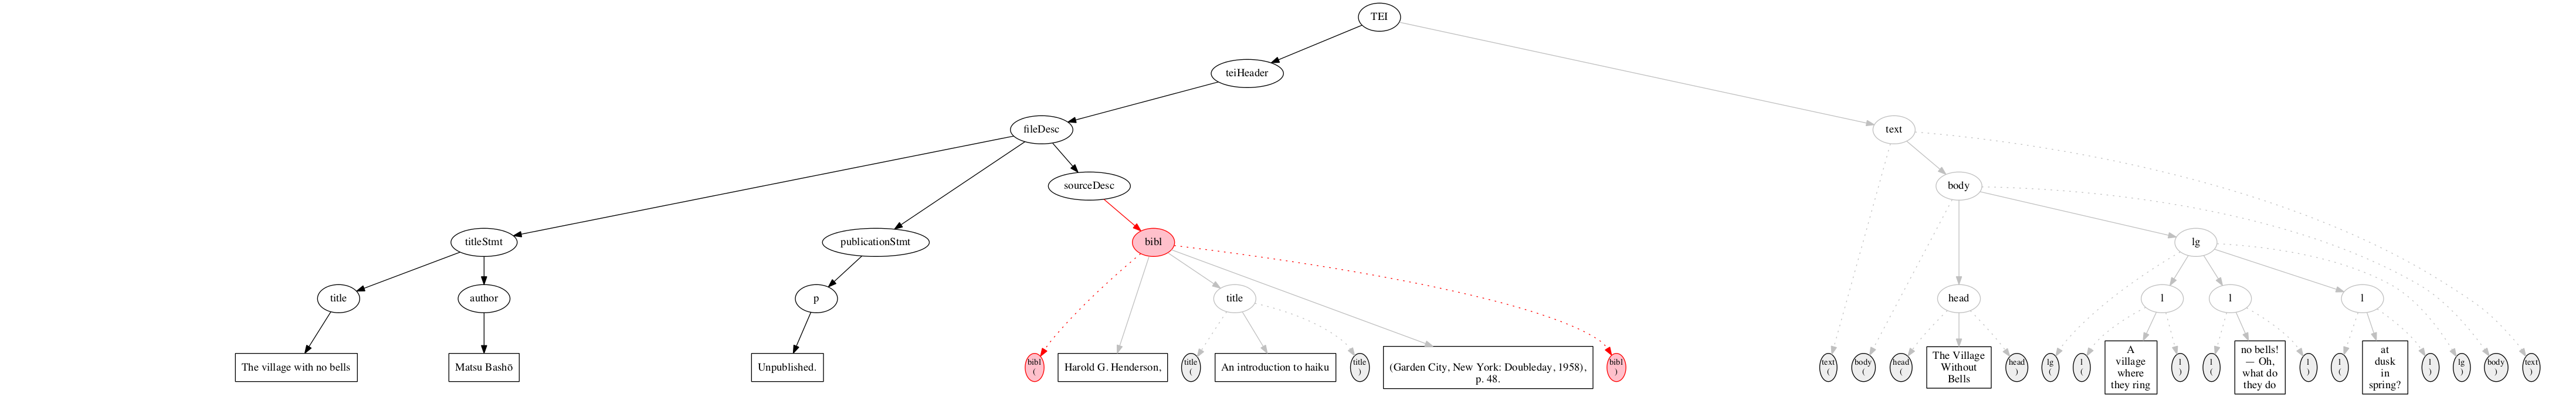 TEI
teiHeader
fileDesc
text
sourceDesc
body
titleStmt
publicationStmt
bibl
lg
title
author
p
title
head
l
l
l
The village with no bells
Matsu Bashō
Unpublished.
bibl
(
Harold G. Henderson,
title
(
An introduction to haiku
title
)
(Garden City, New York: Doubleday, 1958),
p. 48.
bibl
)
text
(
body
(
head
(
The Village
Without
Bells
head
)
lg
(
l
(
A
village
where
they ring
l
)
l
(
no bells!
— Oh,
what do
they do
l
)
l
(
at
dusk
in
spring?
l
)
lg
)
body
)
text
)